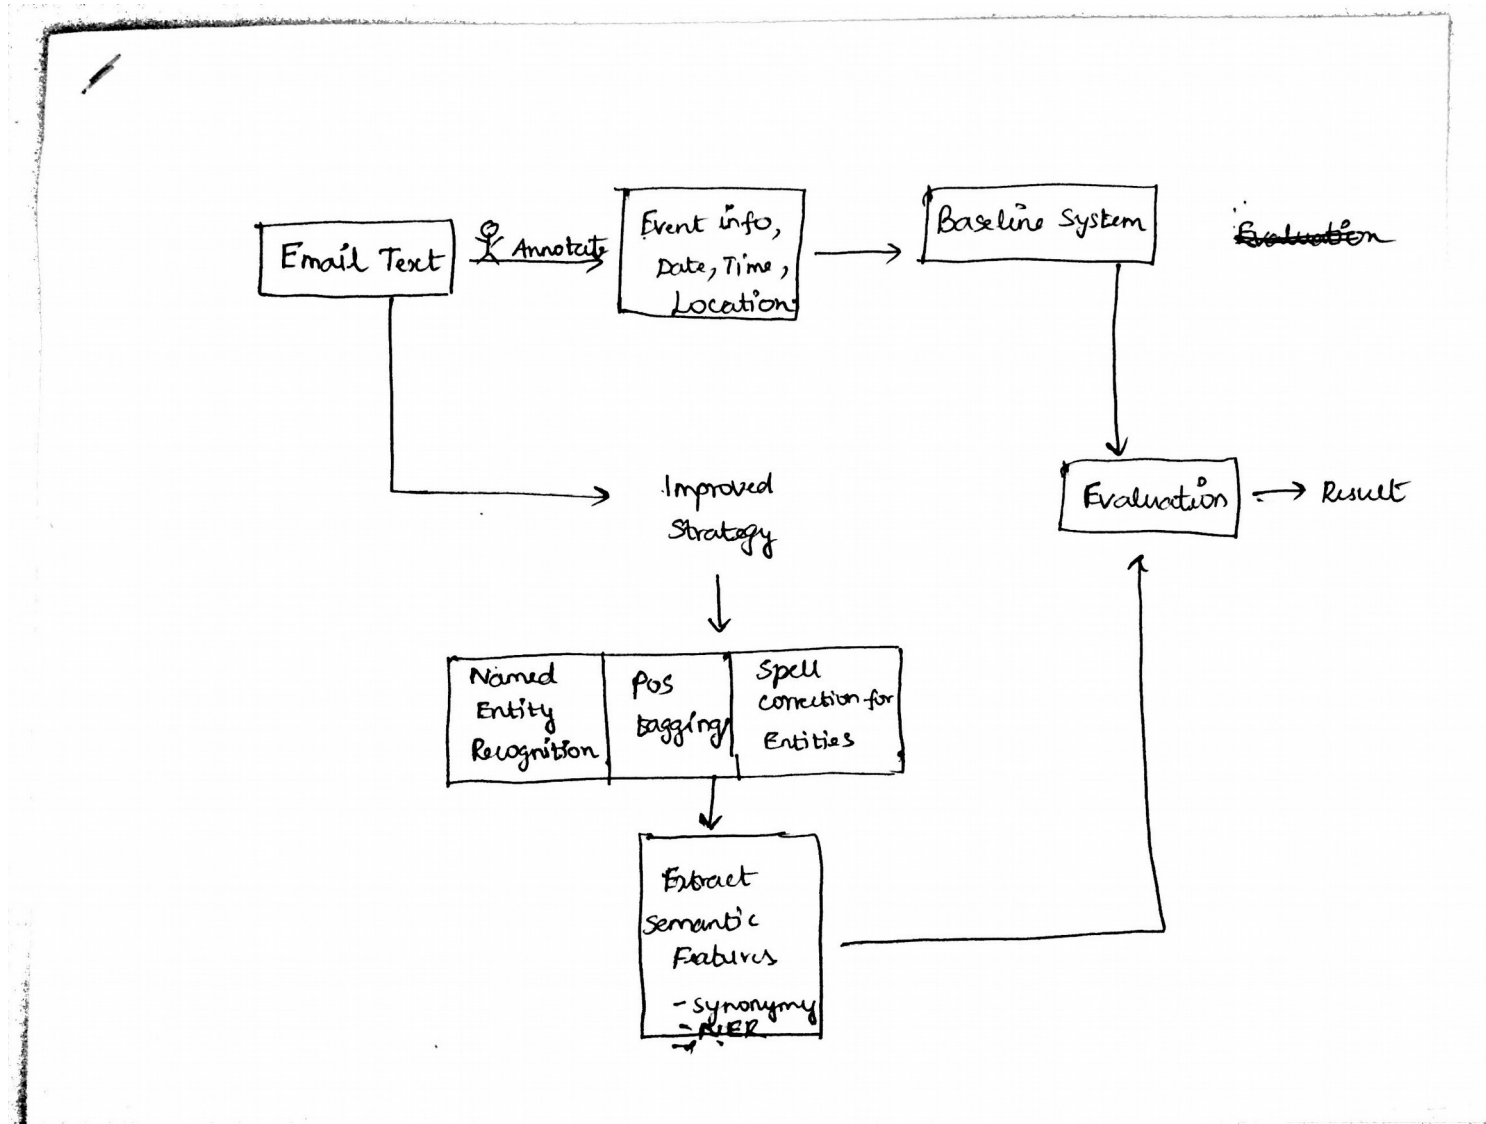 Email Text
Annotate
Event info,
Date, Time,
Location
Baseline System
Evaluation
Improved
Strategy
Evaluation
Result
Named
Entity
Recognition
POS
tagging
Spell
correction for
Entities
Extract
Semantic
Features
- Synonymy
- NER